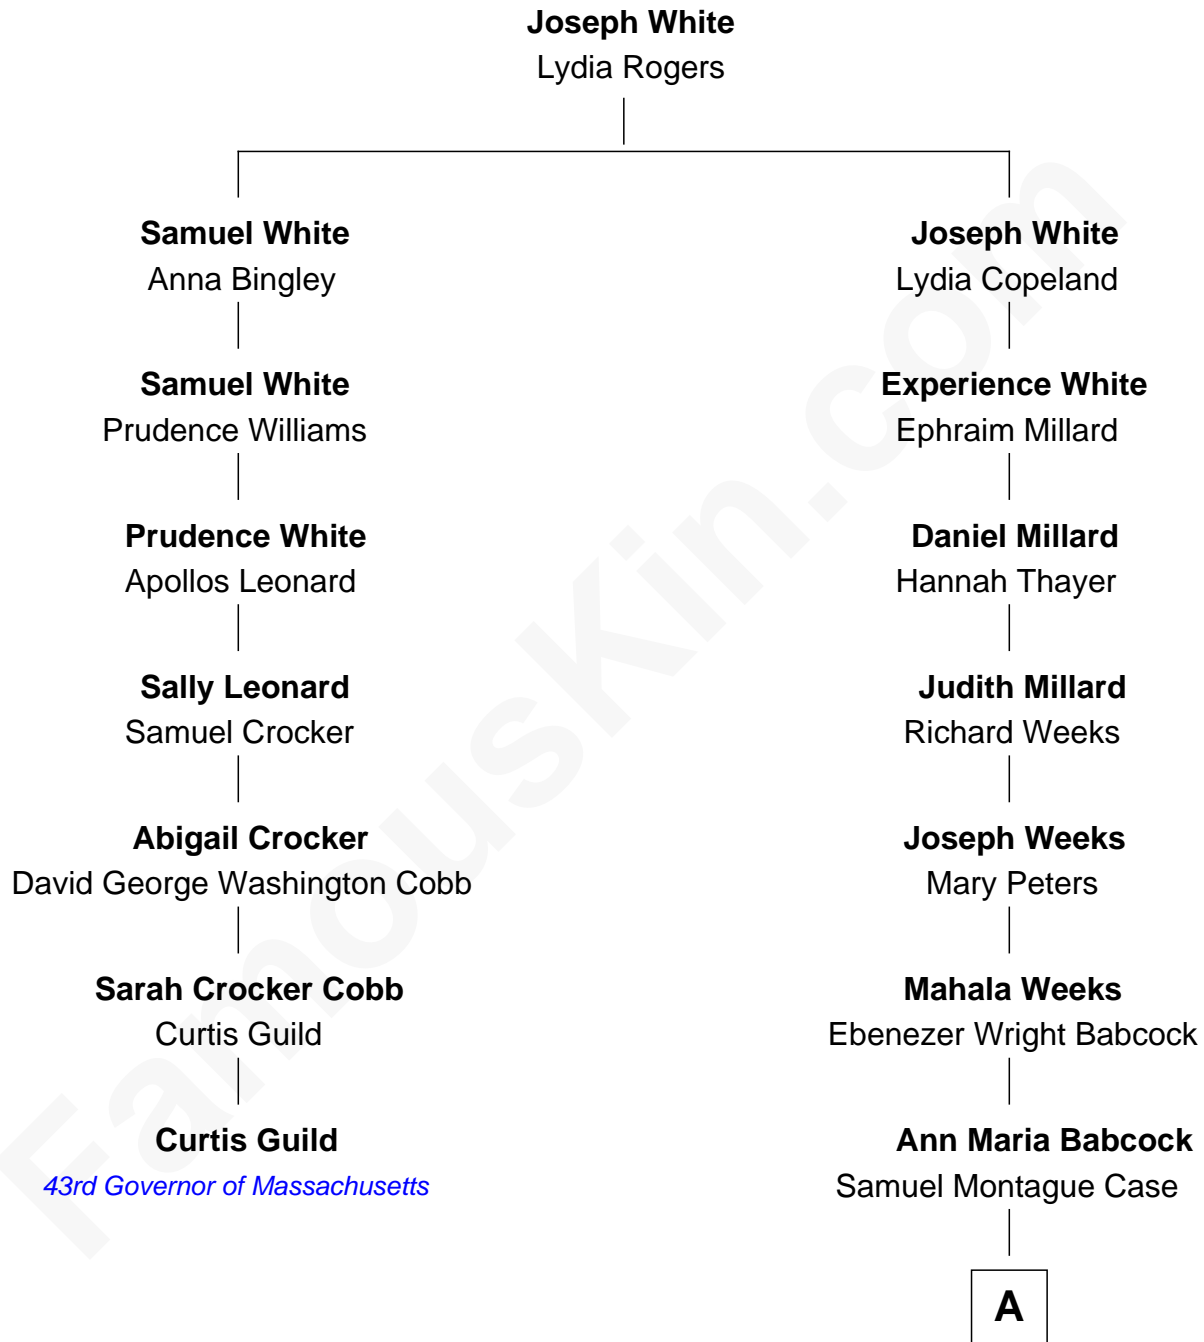 Joseph White
Lydia Rogers
Samuel White
Anna Bingley
Samuel White
Prudence Williams
Prudence White
Apollos Leonard
Sally Leonard
Samuel Crocker
Abigail Crocker
David George Washington Cobb
Sarah Crocker Cobb
Curtis Guild
Curtis Guild
43rd Governor of Massachusetts
Joseph White
Lydia Copeland
Experience White
Ephraim Millard
Daniel Millard
Hannah Thayer
Judith Millard
Richard Weeks
Joseph Weeks
Mary Peters
Mahala Weeks
Ebenezer Wright Babcock
Ann Maria Babcock
Samuel Montague Case
A
FamousKin.com